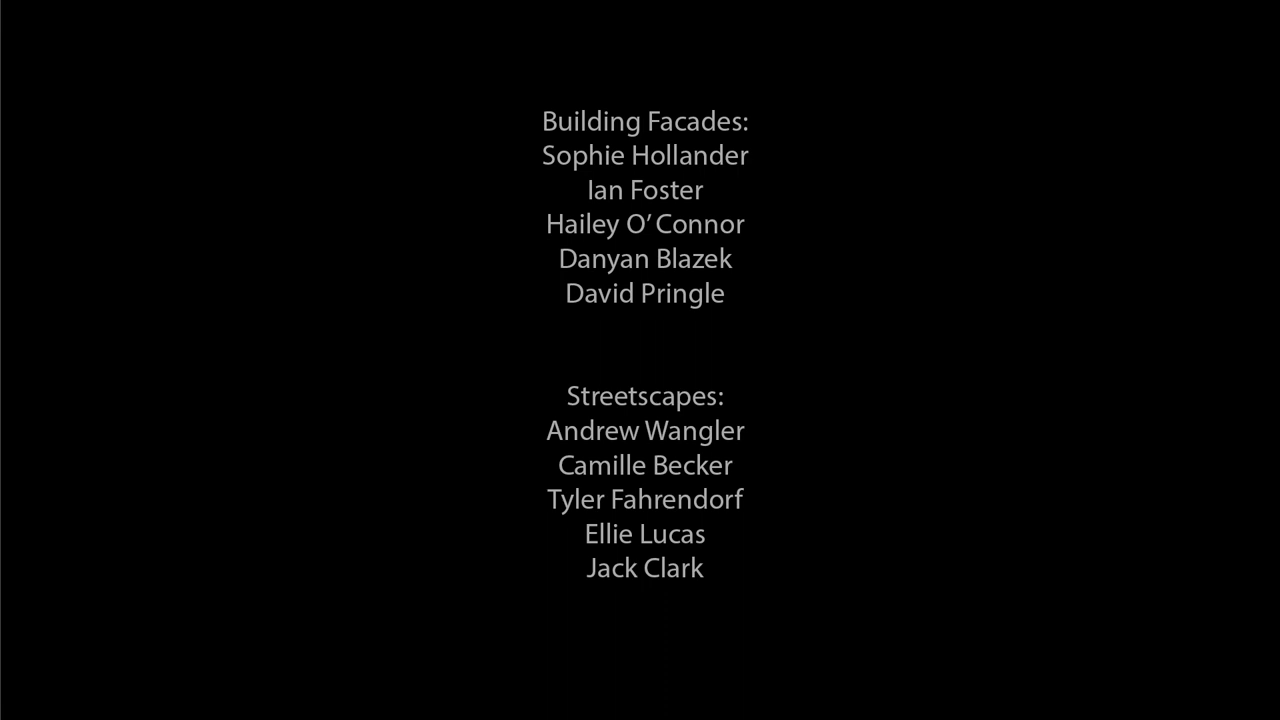 Building Facades:
Sophie Hollander
Ian Foster
Hailey O’ Connor
Danyan Blazek
David Pringle
Streetscapes:
Andrew Wangler
Camille Becker
Tyler Fahrendorf
Ellie Lucas
Jack Clark